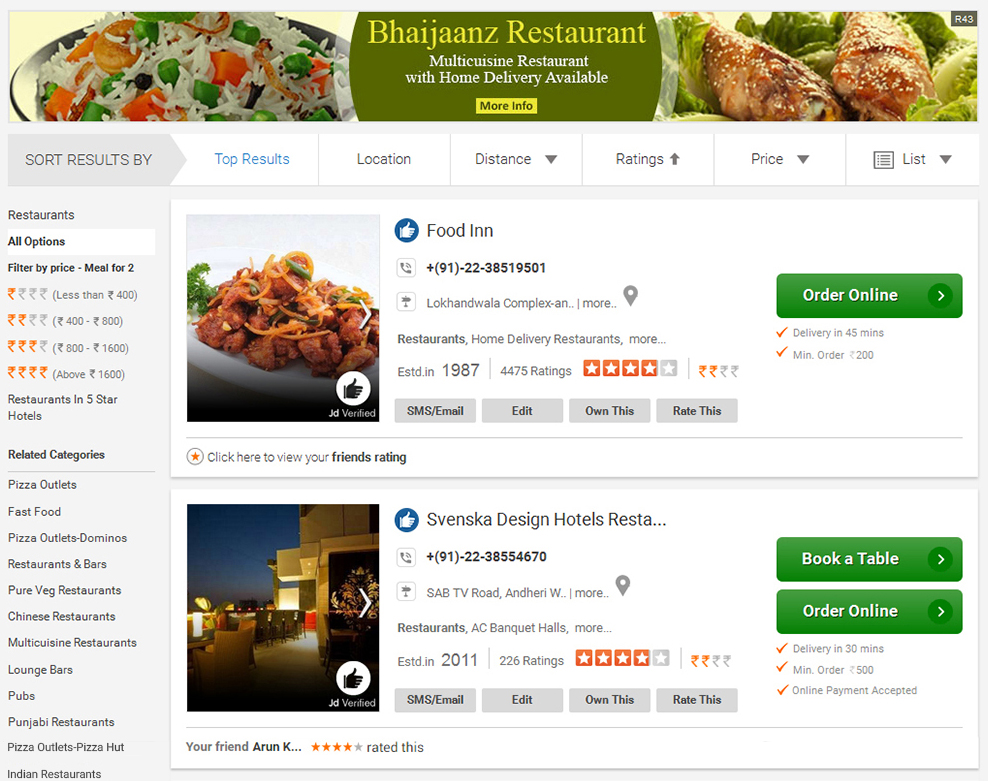 Bhaijaanz Restaurant
R43
Multicuisine Restaurant
with Home Delivery Available
More Info
SORT RESULTS BY
Top Results
Location
Distance
Ratings
Price
List
Restaurants
All Options
Filter by price - Meal for 2
₹₹₹₹ (Less than ₹ 400)
₹₹₹₹ (₹ 400 - ₹ 800)
₹₹₹₹ (₹ 800 - ₹ 1600)
₹₹₹₹ (Above ₹ 1600)
Restaurants In 5 Star
Hotels
Related Categories
Pizza Outlets
Fast Food
Pizza Outlets-Dominos
Restaurants & Bars
Pure Veg Restaurants
Chinese Restaurants
Multicuisine Restaurants
Lounge Bars
Pubs
Punjabi Restaurants
Pizza Outlets-Pizza Hut
Indian Restaurants
Jd Verified
Food Inn
+(91)-22-38519501
Lokhandwala Complex-an.. | more..
Restaurants, Home Delivery Restaurants, more...
Estd.in 1987 4475 Ratings ₹₹₹₹
SMS/Email
Edit
Own This
Rate This
Order Online
Delivery in 45 mins
Min. Order ₹200
Click here to view your friends rating
Jd Verified
Svenska Design Hotels Resta...
+(91)-22-38554670
SAB TV Road, Andheri W.. | more..
Restaurants, AC Banquet Halls, more...
Estd.in 2011 226 Ratings ₹₹₹₹
SMS/Email
Edit
Own This
Rate This
Book a Table
Order Online
Delivery in 30 mins
Min. Order ₹500
Online Payment Accepted
Your friend Arun K... rated this